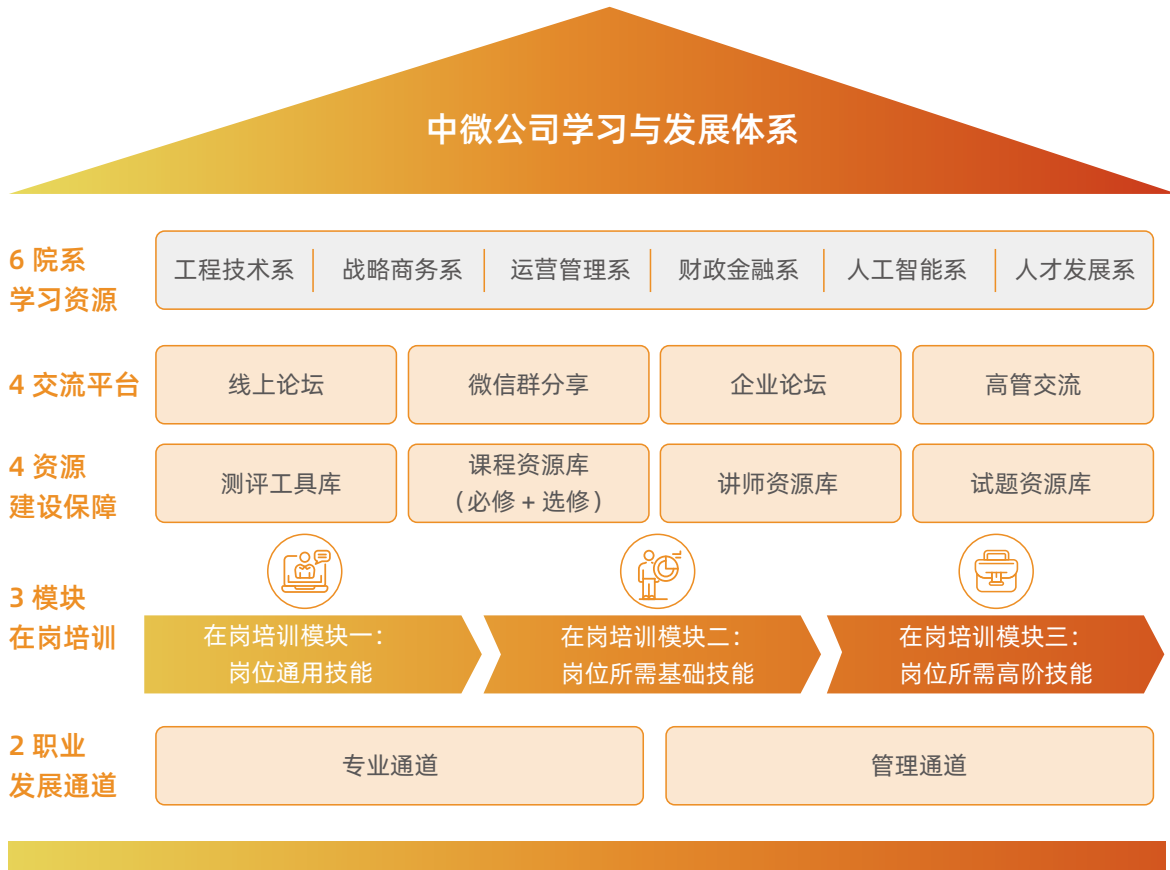 中微公司学习与发展体系
6 院系
学习资源
工程技术系
战略商务系
运营管理系
财政金融系
人工智能系
人才发展系
4 交流平台
线上论坛
微信群分享
企业论坛
高管交流
4 资源
建设保障
测评工具库
课程资源库
(必修 + 选修)
讲师资源库
试题资源库
3 模块
在岗培训
在岗培训模块一:
岗位通用技能
在岗培训模块二:
岗位所需基础技能
在岗培训模块三:
岗位所需高阶技能
2 职业
发展通道
专业通道
管理通道